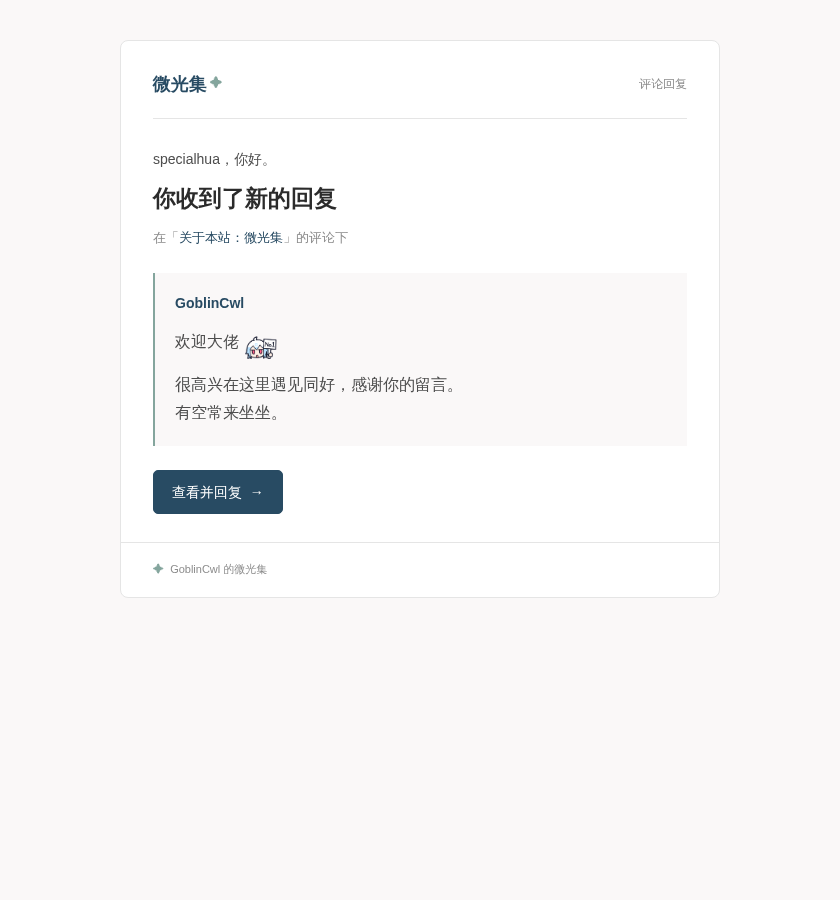 微光集
评论回复
specialhua，你好。
你收到了新的回复
在「关于本站：微光集」的评论下
GoblinCwl
欢迎大佬
No.1
很高兴在这里遇见同好，感谢你的留言。
有空常来坐坐。
查看并回复 →
GoblinCwl 的微光集